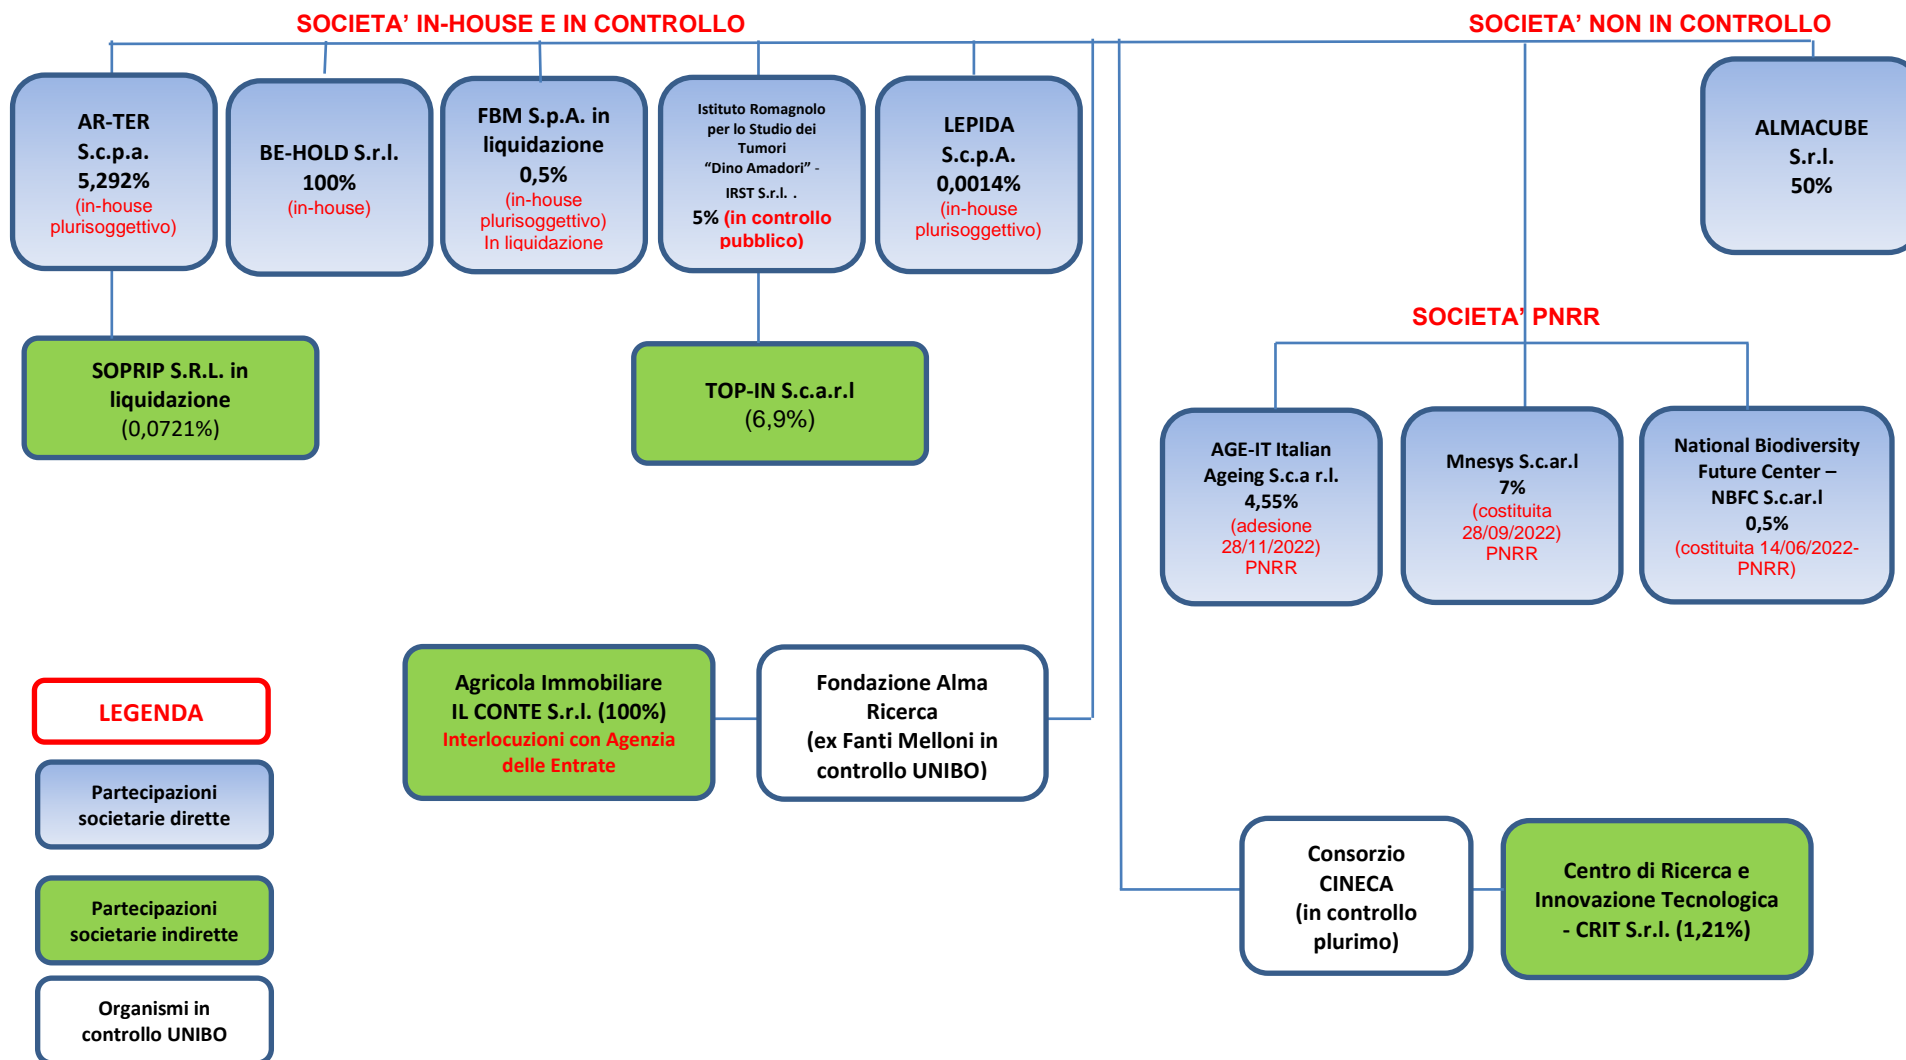 SOCIETA' IN-HOUSE E IN CONTROLLO
SOCIETA' NON IN CONTROLLO
AR-TER
S.c.p.a.
5,292%
(in-house
plurisoggettivo)
BE-HOLD S.r.l.
100%
(in-house)
FBM S.p.A. in
liquidazione
0,5%
(in-house
plurisoggettivo)
In liquidazione
Istituto Romagnolo
per lo Studio dei
Tumori
“Dino Amadori” -
IRST S.r.l. .
5% (in controllo
pubblico)
LEPIDA
S.c.p.A.
0,0014%
(in-house
plurisoggettivo)
ALMACUBE
S.r.l.
50%
SOPRIP S.R.L. in
liquidazione
(0,0721%)
TOP-IN S.c.a.r.l
(6,9%)
SOCIETA' PNRR
AGE-IT Italian
Ageing S.c.a r.l.
4,55%
(adesione
28/11/2022)
PNRR
Mnesys S.c.ar.l
7%
(costituita
28/09/2022)
PNRR
National Biodiversity
Future Center –
NBFC S.c.ar.l
0,5%
(costituita 14/06/2022-
PNRR)
Agricola Immobiliare
IL CONTE S.r.l. (100%)
Interlocuzioni con Agenzia
delle Entrate
Fondazione Alma
Ricerca
(ex Fanti Melloni in
controllo UNIBO)
Consorzio
CINECA
(in controllo
plurimo)
Centro di Ricerca e
Innovazione Tecnologica
- CRIT S.r.l. (1,21%)
LEGENDA
Partecipazioni
societarie dirette
Partecipazioni
societarie indirette
Organismi in
controllo UNIBO